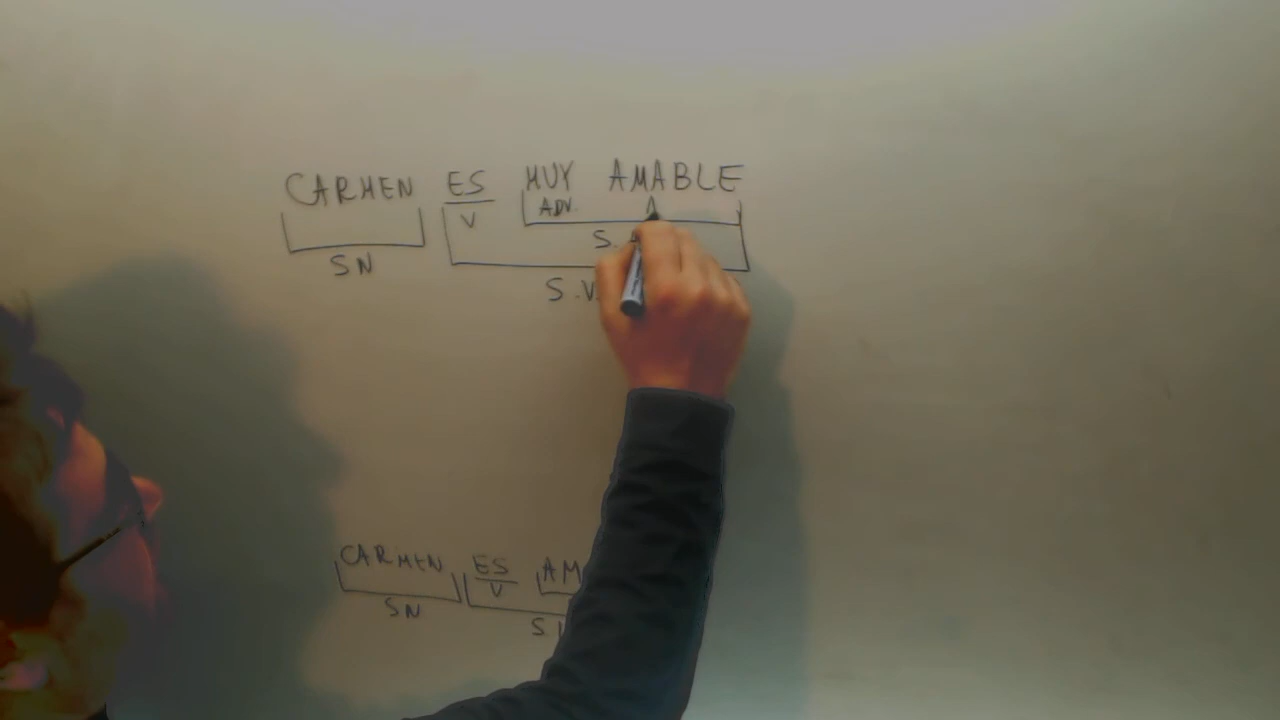 CARMEN ES MUY AMABLE
V ADV. A
S.
SN
S.V.
CARMEN ES AM
V
SN
S.